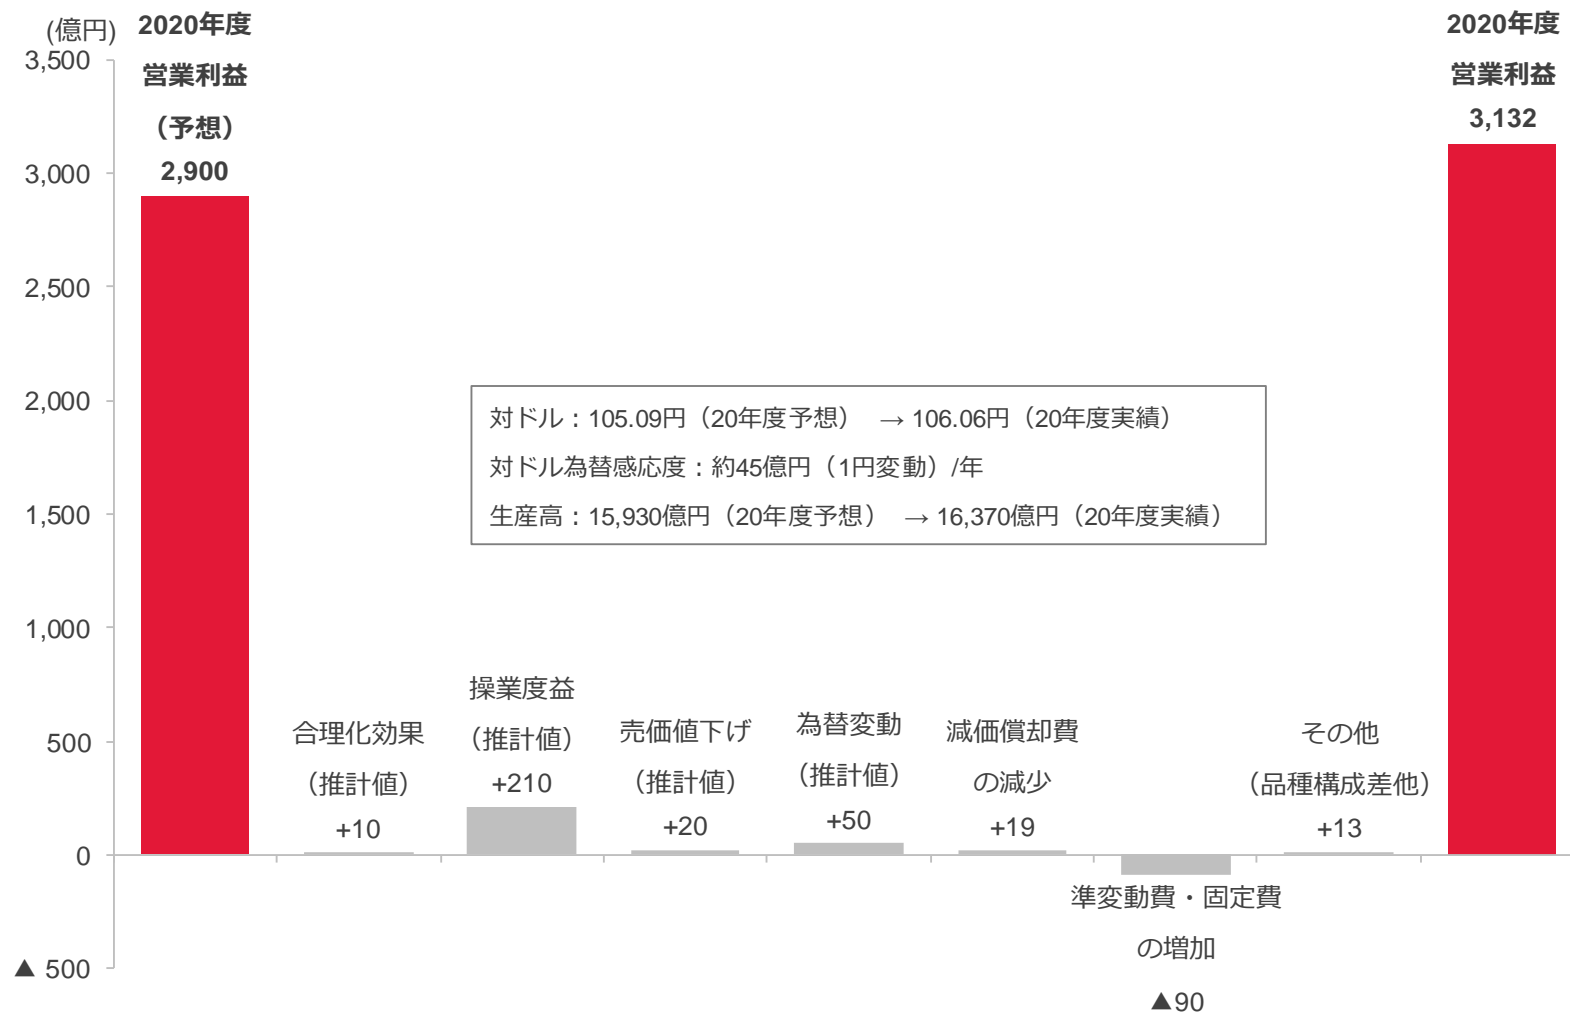 (億円)
2020年度
営業利益
（予想）
2,900
2020年度
営業利益
3,132
3,500
3,000
2,500
2,000
1,500
1,000
500
0
▲ 500
対ドル：105.09円（20年度予想） → 106.06円（20年度実績）
対ドル為替感応度：約45億円（1円変動）/年
生産高：15,930億円（20年度予想） → 16,370億円（20年度実績）
合理化効果
（推計値）
+10
操業度益
（推計値）
+210
売価値下げ
（推計値）
+20
為替変動
（推計値）
+50
減価償却費
の減少
+19
準変動費・固定費
の増加
▲90
その他
（品種構成差他）
+13